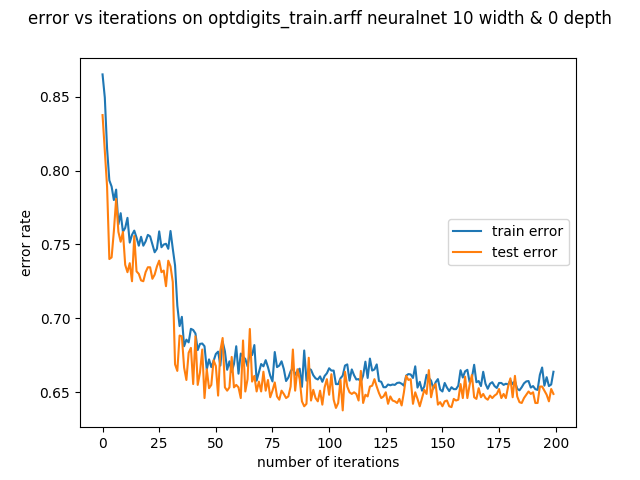 error vs iterations on optdigits_train.arff neuralnet 10 width & 0 depth
0.85
0.80
0.75
0.70
0.65
error rate
train error
test error
0 25 50 75 100 125 150 175 200
number of iterations